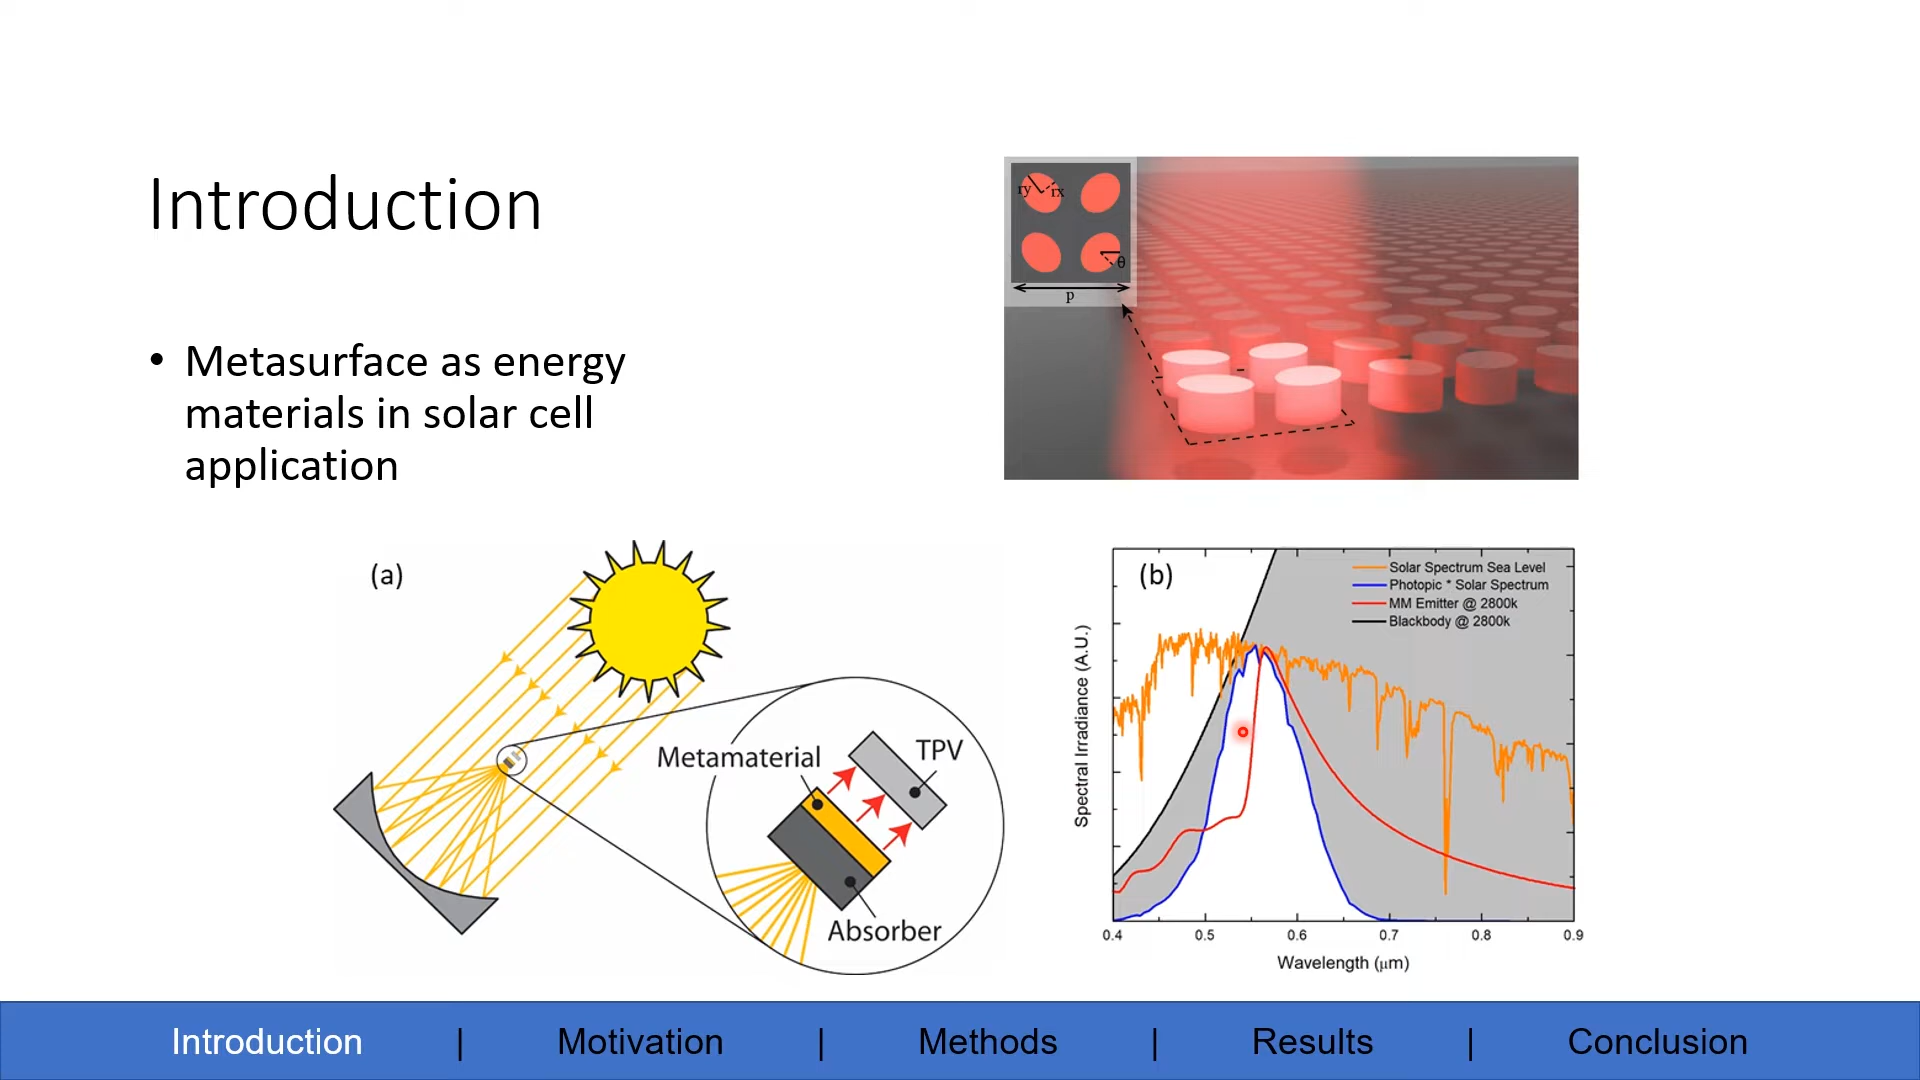 Introduction
• Metasurface as energy
materials in solar cell
application
ry
rx
θ
p
(a)
Metamaterial
TPV
Absorber
(b)
Solar Spectrum Sea Level
Photopic * Solar Spectrum
MM Emitter @ 2800k
Blackbody @ 2800k
Spectral Irradiance (A.U.)
0.4 0.5 0.6 0.7 0.8 0.9
Wavelength (μm)
Introduction | Motivation | Methods | Results | Conclusion